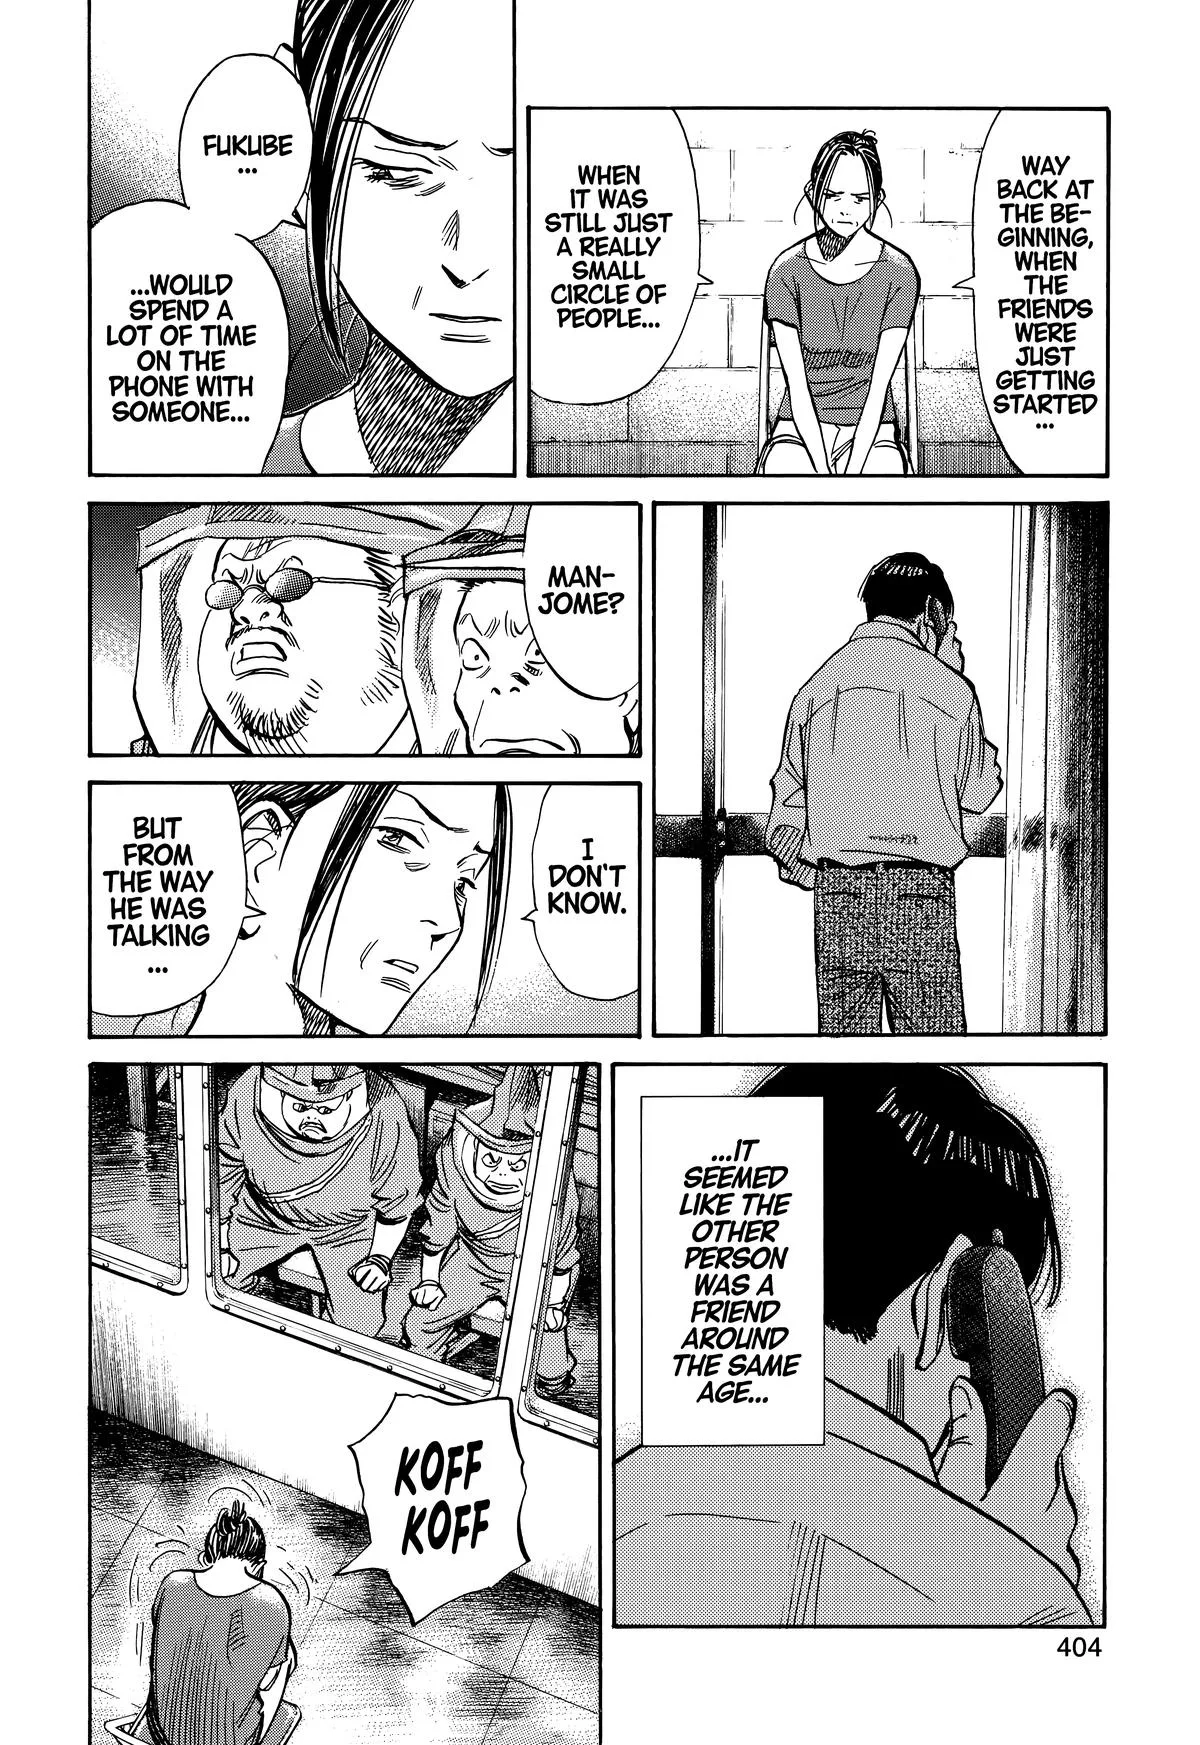 WAY
BACK AT
THE BE-
GINNING,
WHEN
THE
FRIENDS
WERE
JUST
GETTING
STARTED
...
WHEN
IT WAS
STILL JUST
A REALLY
SMALL
CIRCLE OF
PEOPLE...
FUKUBE
...
...WOULD
SPEND A
LOT OF TIME
ON THE
PHONE WITH
SOMEONE...
MAN-
JOME?
I
DON'T
KNOW.
BUT
FROM
THE WAY
HE WAS
TALKING
...
...IT
SEEMED
LIKE THE
OTHER
PERSON
WAS A
FRIEND
AROUND
THE SAME
AGE...
KOFF
KOFF
404